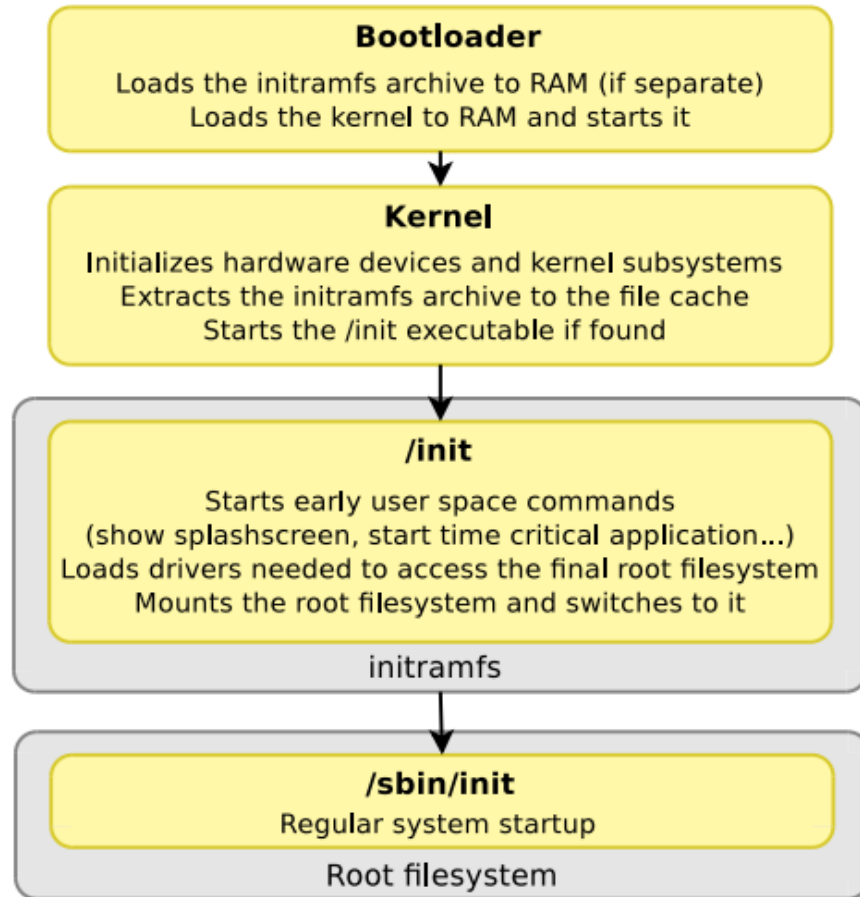 Bootloader
Loads the initramfs archive to RAM (if separate)
Loads the kernel to RAM and starts it
Kernel
Initializes hardware devices and kernel subsystems
Extracts the initramfs archive to the file cache
Starts the /init executable if found
/init
Starts early user space commands
(show splashscreen, start time critical application...)
Loads drivers needed to access the final root filesystem
Mounts the root filesystem and switches to it
initramfs
/sbin/init
Regular system startup
Root filesystem